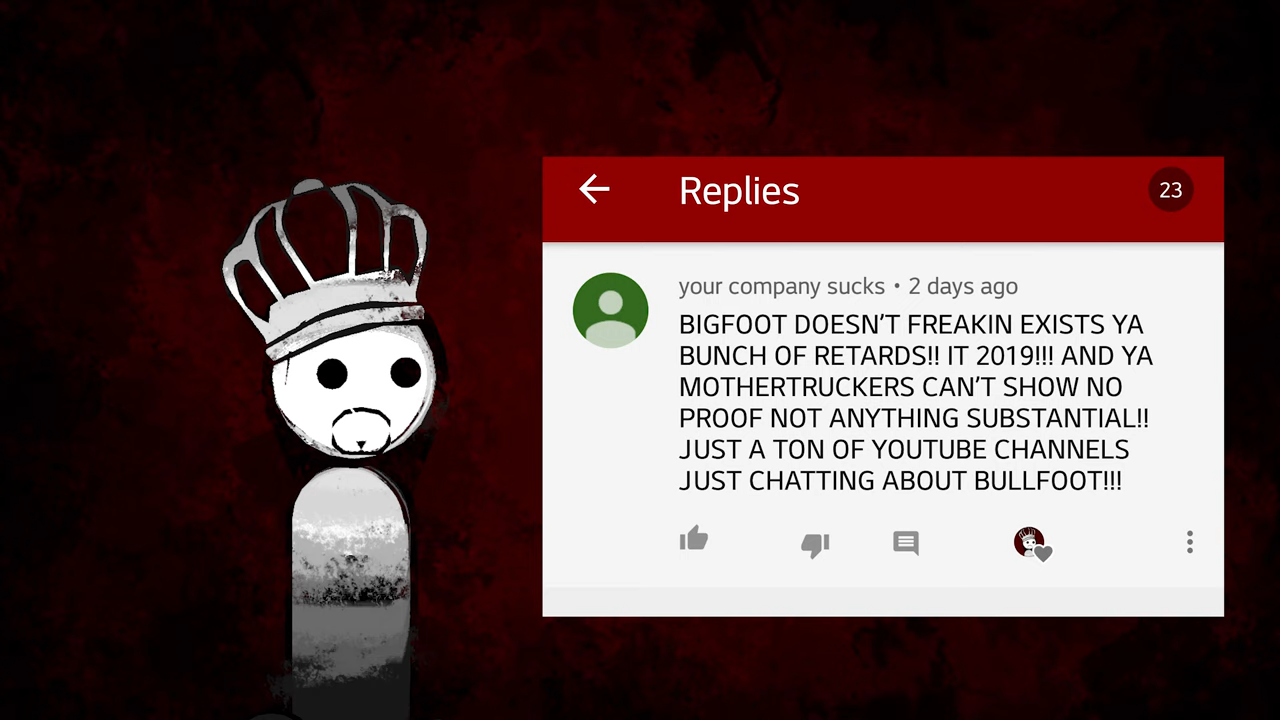 Replies
23
your company sucks • 2 days ago
BIGFOOT DOESN'T FREAKIN EXISTS YA
BUNCH OF RETARDS!! IT 2019!!! AND YA
MOTHERTRUCKERS CAN'T SHOW NO
PROOF NOT ANYTHING SUBSTANTIAL!!
JUST A TON OF YOUTUBE CHANNELS
JUST CHATTING ABOUT BULLFOOT!!!